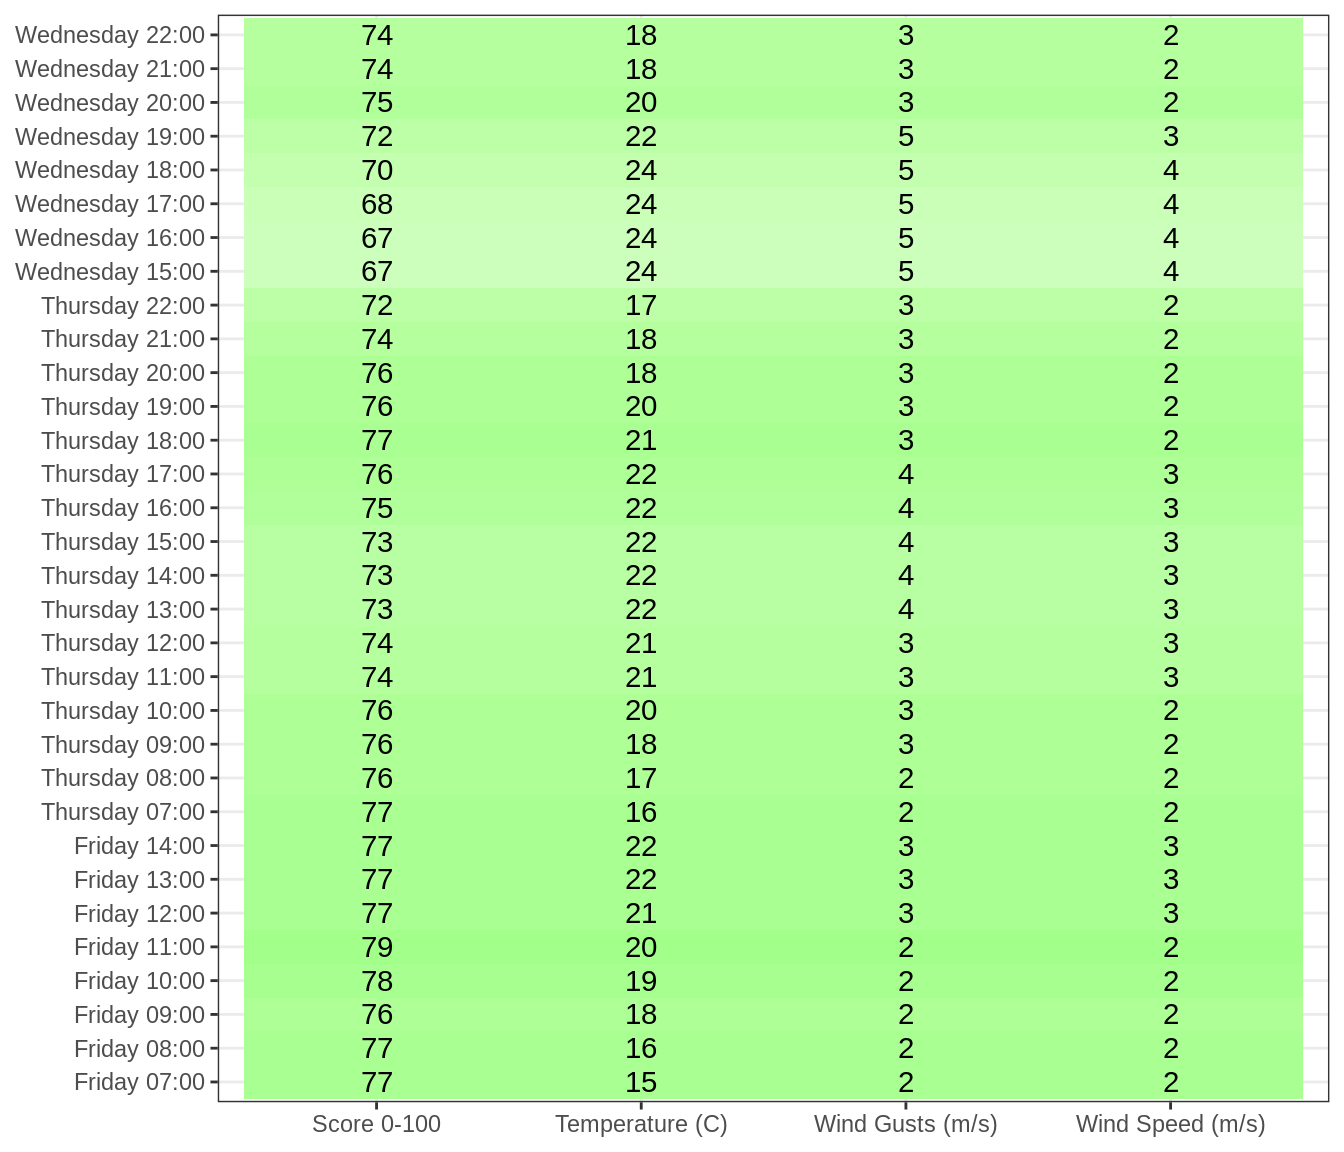 Wednesday 22:00 74 18 3 2
Wednesday 21:00 74 18 3 2
Wednesday 20:00 75 20 3 2
Wednesday 19:00 72 22 5 3
Wednesday 18:00 70 24 5 4
Wednesday 17:00 68 24 5 4
Wednesday 16:00 67 24 5 4
Wednesday 15:00 67 24 5 4
Thursday 22:00 72 17 3 2
Thursday 21:00 74 18 3 2
Thursday 20:00 76 18 3 2
Thursday 19:00 76 20 3 2
Thursday 18:00 77 21 3 2
Thursday 17:00 76 22 4 3
Thursday 16:00 75 22 4 3
Thursday 15:00 73 22 4 3
Thursday 14:00 73 22 4 3
Thursday 13:00 73 22 4 3
Thursday 12:00 74 21 3 3
Thursday 11:00 74 21 3 3
Thursday 10:00 76 20 3 2
Thursday 09:00 76 18 3 2
Thursday 08:00 76 17 2 2
Thursday 07:00 77 16 2 2
Friday 14:00 77 22 3 3
Friday 13:00 77 22 3 3
Friday 12:00 77 21 3 3
Friday 11:00 79 20 2 2
Friday 10:00 78 19 2 2
Friday 09:00 76 18 2 2
Friday 08:00 77 16 2 2
Friday 07:00 77 15 2 2
Score 0-100 Temperature (C) Wind Gusts (m/s) Wind Speed (m/s)